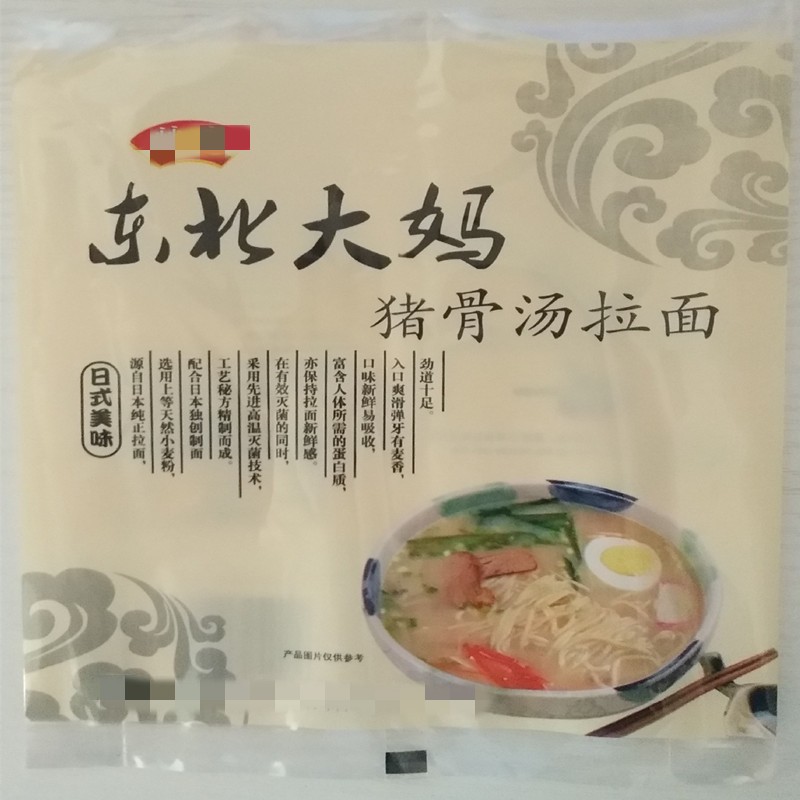 东北大妈
猪骨汤拉面
日式美味
源自日本纯正拉面,
选用上等天然小麦粉,
配合日本独创制面
工艺秘方精制而成。
采用先进高温灭菌技术,
在有效灭菌的同时,
亦保持拉面新鲜感。
富含人体所需的蛋白质,
口味新鲜易吸收,
入口爽滑弹牙有麦香,
劲道十足。
产品图片仅供参考